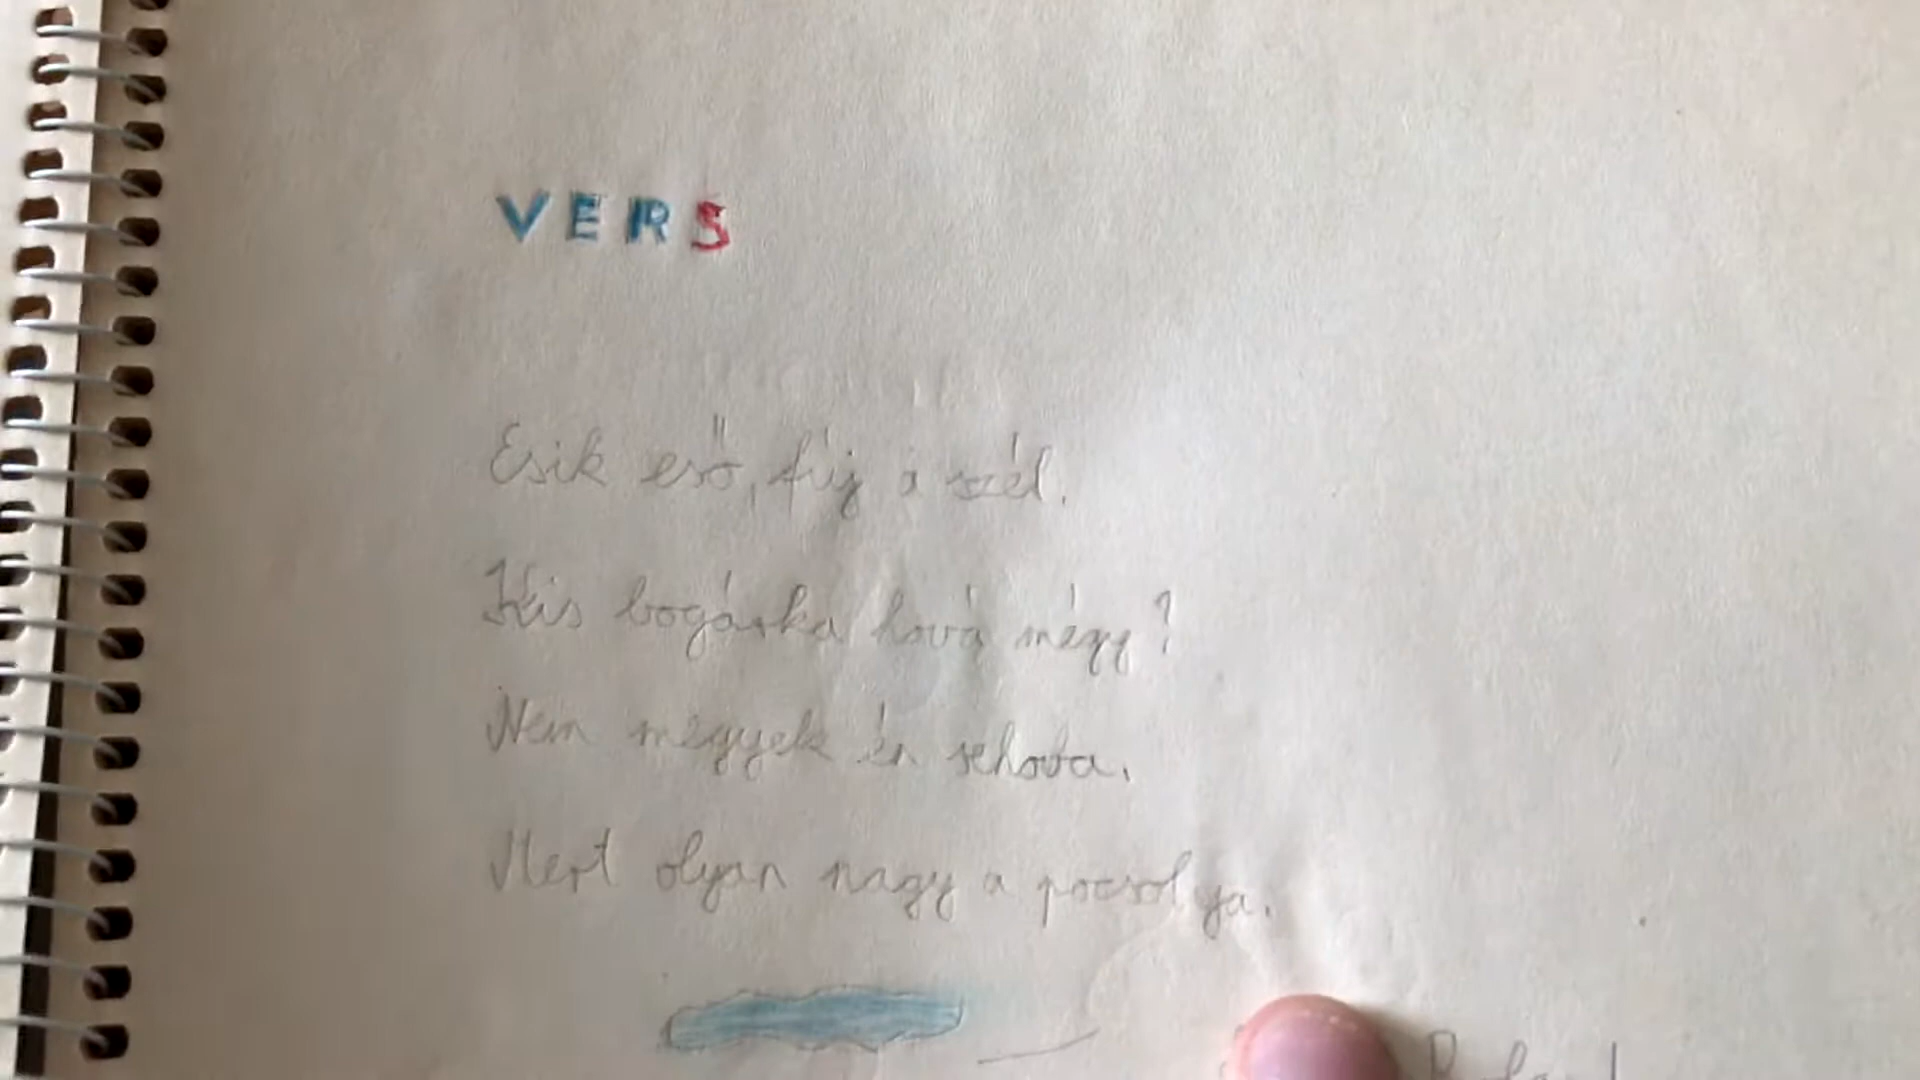 VERS
Esik eső, fúj a szél.
Kis bogárka hová mégy?
Nem megyek én sehova.
Mert olyan nagy a pocsolya.